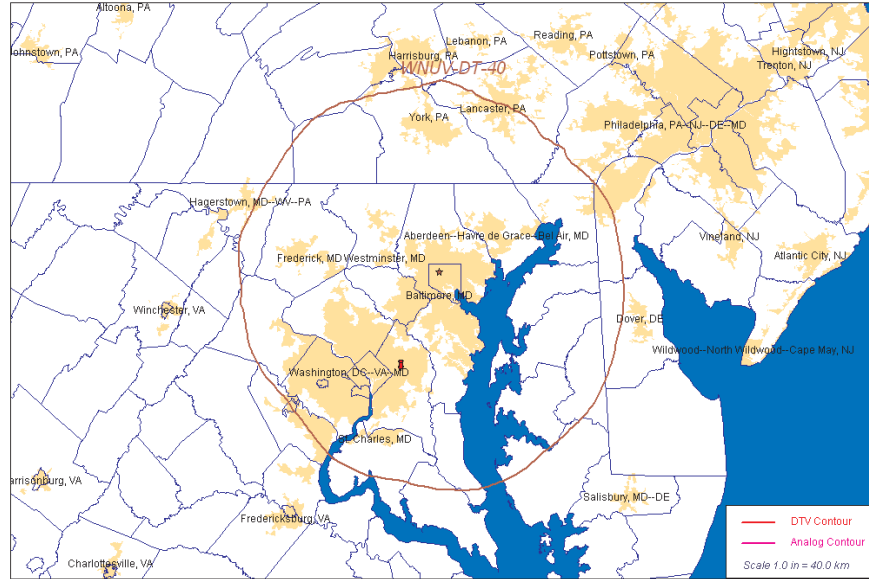 Altoona, PA
Johnstown, PA
Lebanon, PA
Reading, PA
Harrisburg, PA
Pottstown, PA
Hightstown, NJ
Trenton, NJ
WNUV-DT-40
Lancaster, PA
York, PA
Philadelphia, PA--NJ--DE--MD
Hagerstown, MD--WV--PA
Aberdeen--Havre de Grace--Bel Air, MD
Vineland, NJ
Frederick, MD
Westminster, MD
Atlantic City, NJ
Baltimore, MD
Winchester, VA
Dover, DE
Wildwood--North Wildwood--Cape May, NJ
Washington, DC--VA--MD
St. Charles, MD
arrisonburg, VA
Salisbury, MD--DE
Fredericksburg, VA
Charlottesville, VA
DTV Contour
Analog Contour
Scale 1.0 in = 40.0 km